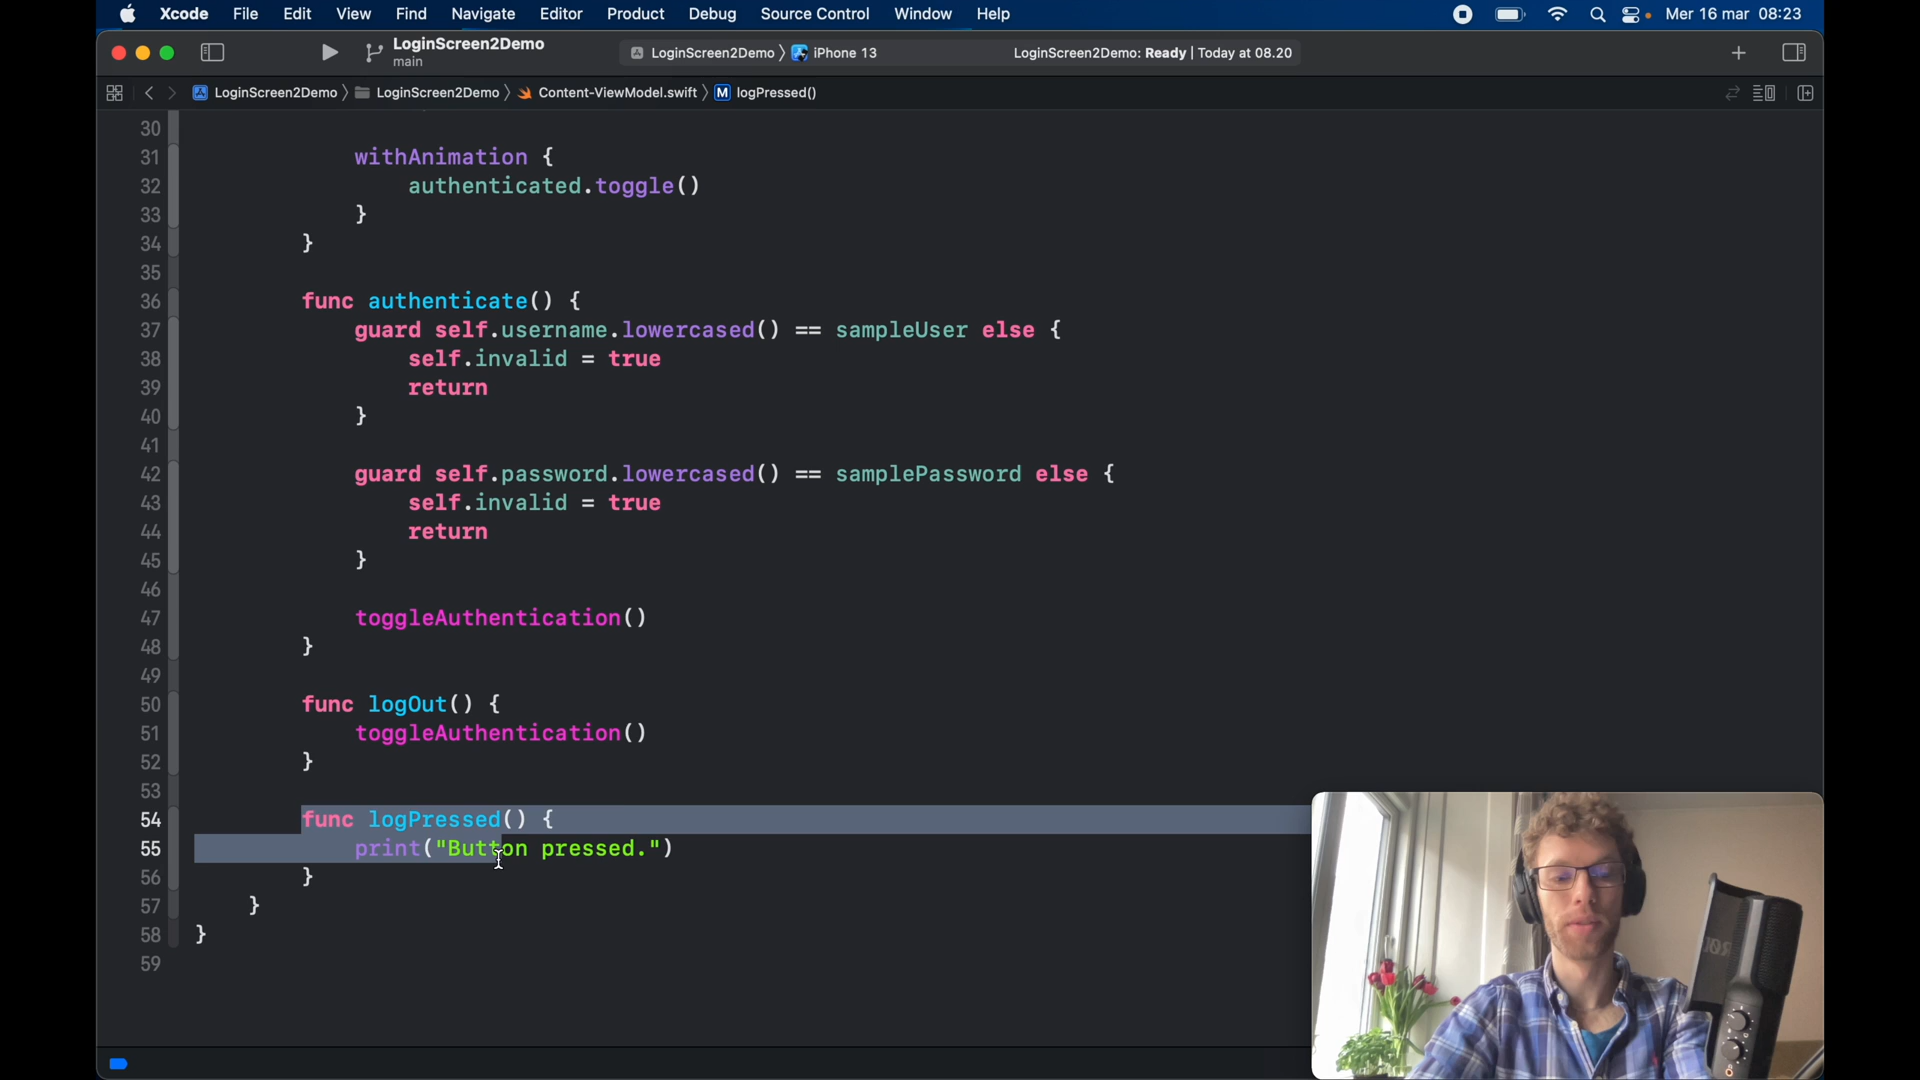 Xcode File Edit View Find Navigate Editor Product Debug Source Control Window Help Mer 16 mar 08:23
LoginScreen2Demo
main
LoginScreen2Demo iPhone 13 LoginScreen2Demo: Ready | Today at 08.20
LoginScreen2Demo LoginScreen2Demo Content-ViewModel.swift M logPressed()
30
31 withAnimation {
32 authenticated.toggle()
33 }
34 }
35
36 func authenticate() {
37 guard self.username.lowercased() == sampleUser else {
38 self.invalid = true
39 return
40 }
41
42 guard self.password.lowercased() == samplePassword else {
43 self.invalid = true
44 return
45 }
46
47 toggleAuthentication()
48 }
49
50 func logOut() {
51 toggleAuthentication()
52 }
53
54 func logPressed() {
55 print("Button pressed.")
56 }
57 }
58 }
59
RØDE